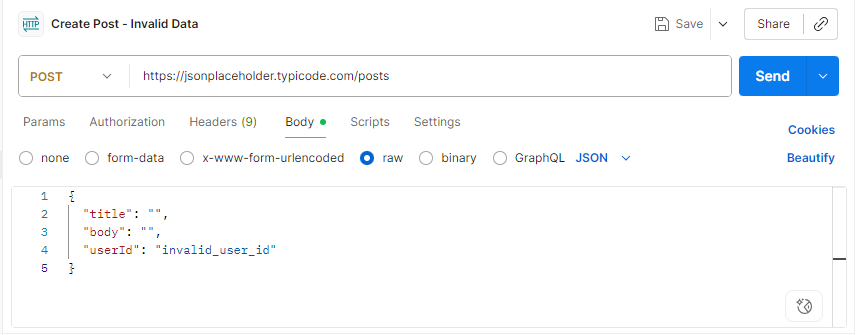 HTTP Create Post - Invalid Data Save Share
POST https://jsonplaceholder.typicode.com/posts Send
Params Authorization Headers (9) Body Scripts Settings Cookies
none form-data x-www-form-urlencoded raw binary GraphQL JSON Beautify
1 {
2 "title": "",
3 "body": "",
4 "userId": "invalid_user_id"
5 }